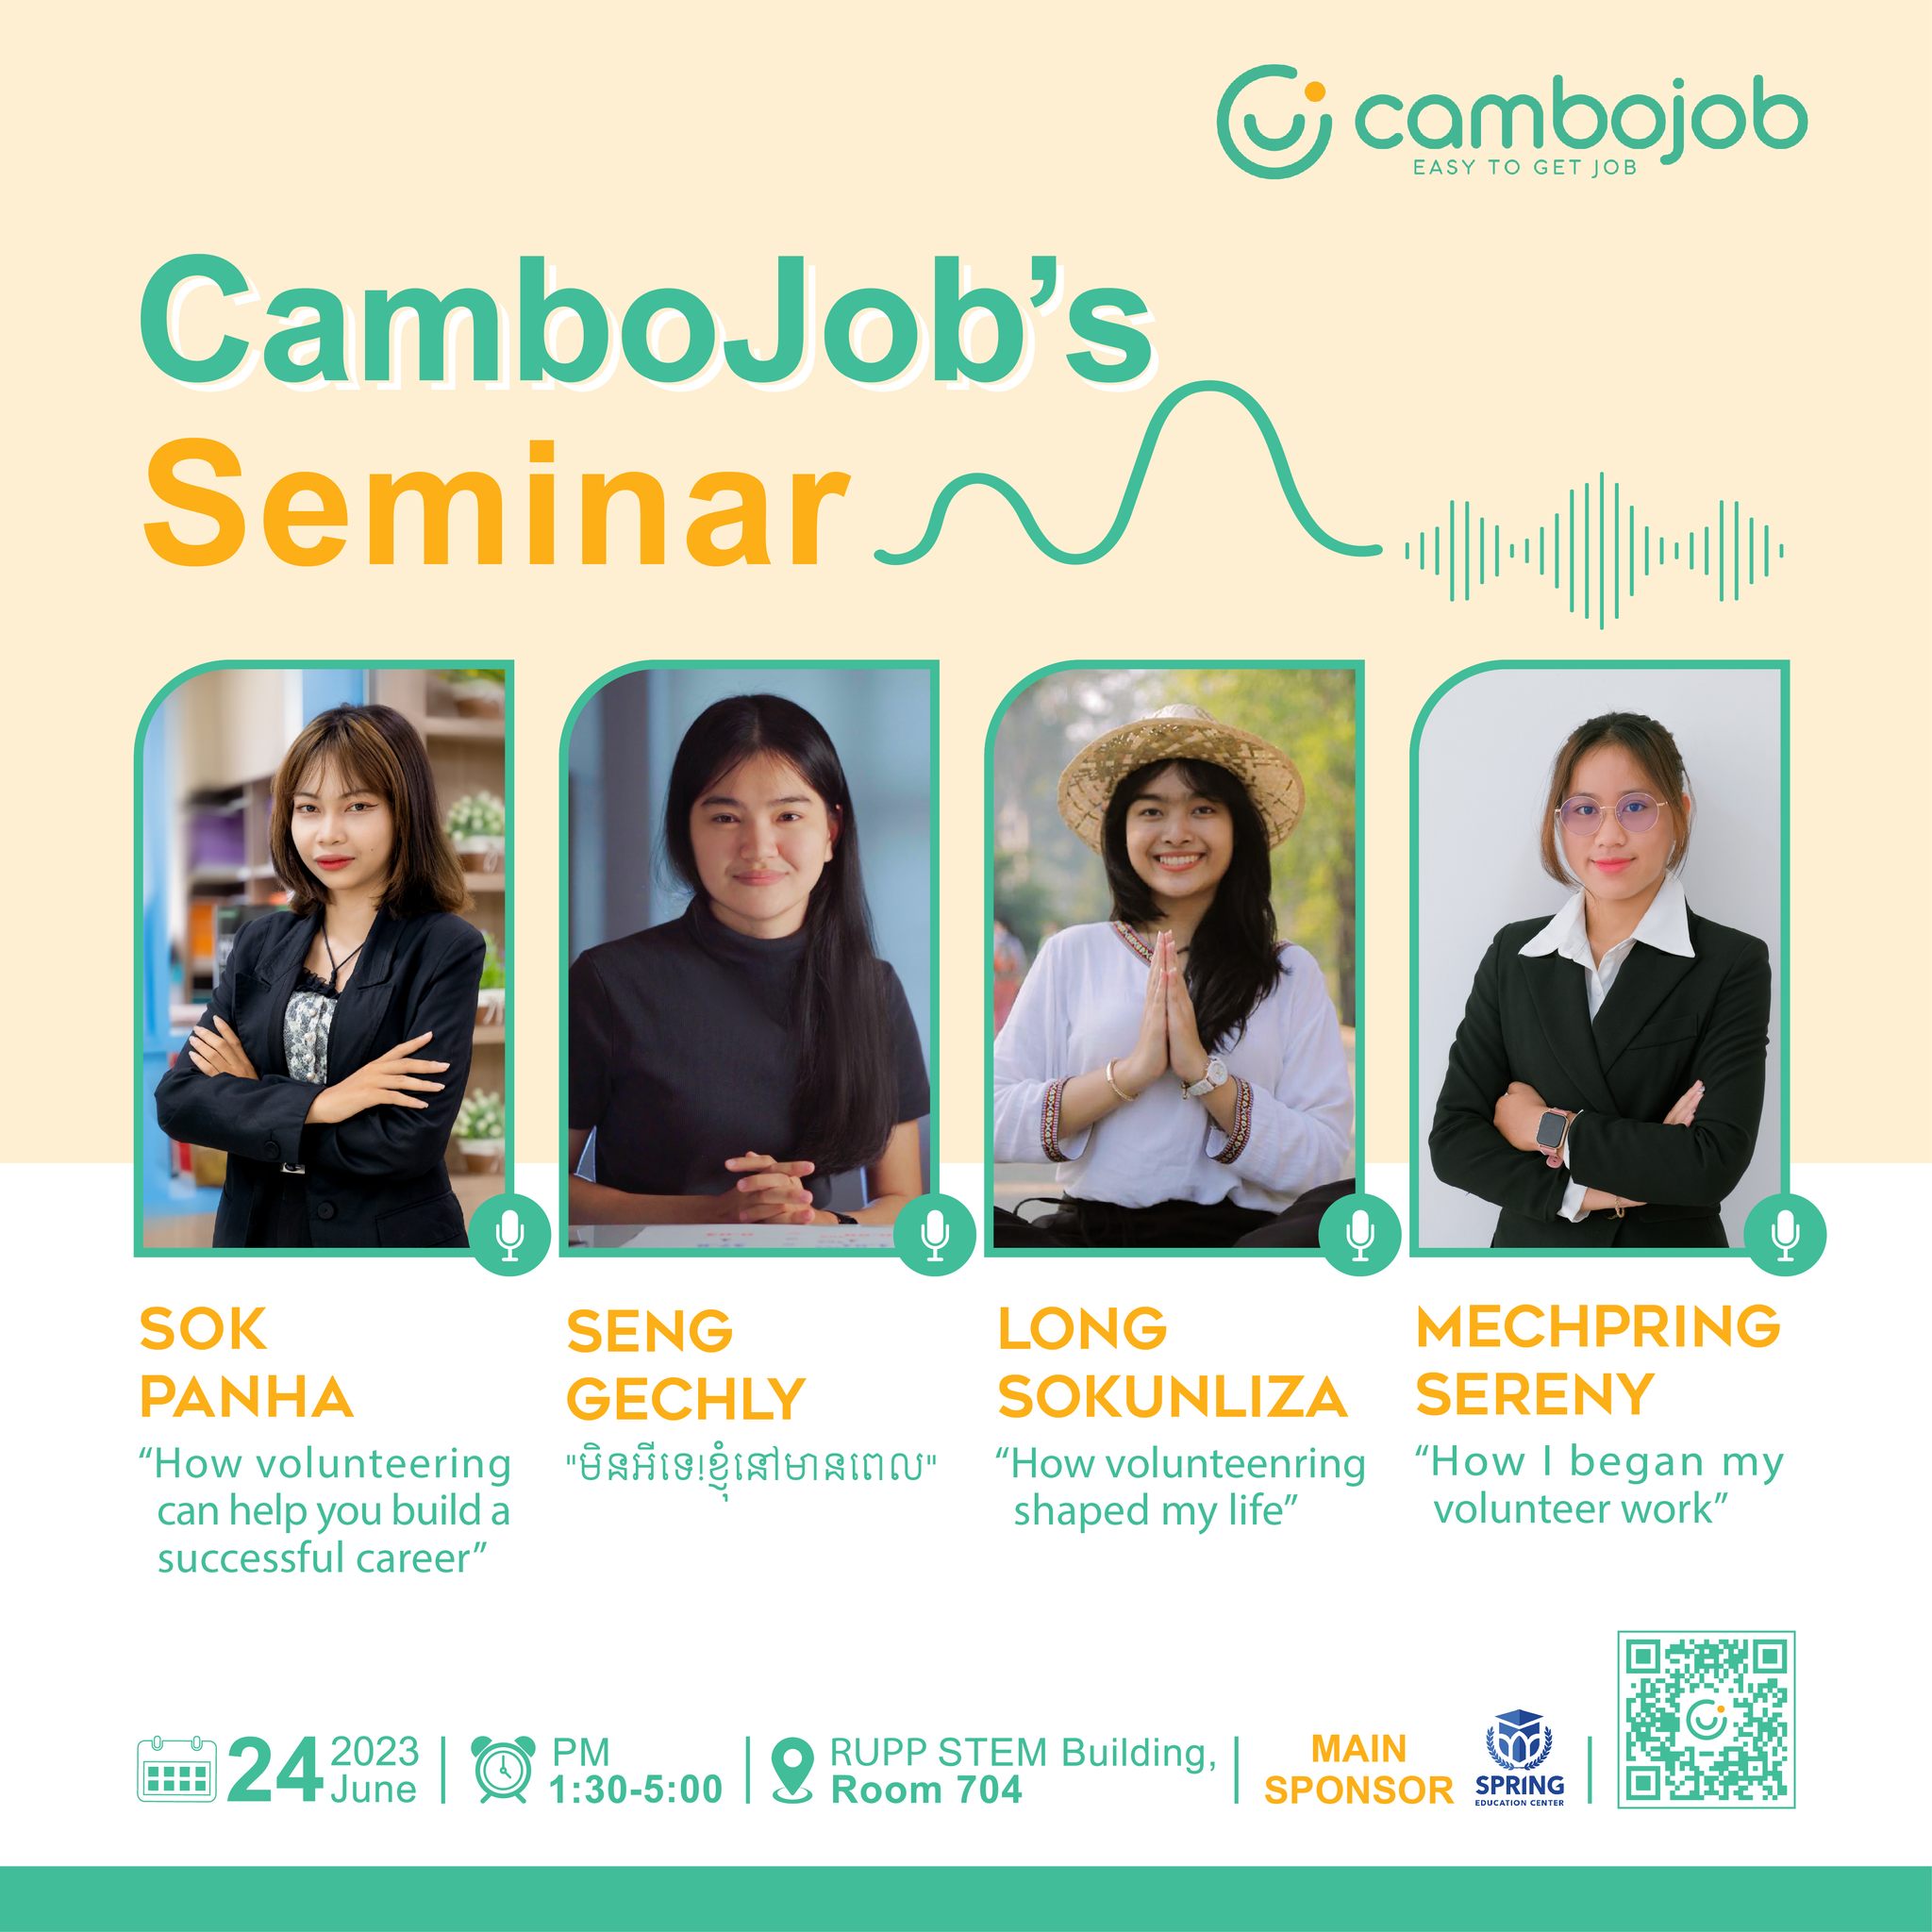 cambojob
EASY TO GET JOB
CamboJob’s
Seminar
SOK
PANHA
“How volunteering
can help you build a
successful career”
SENG
GECHLY
"មិនអីទេ!ខ្ញុំនៅមានពេល"
LONG
SOKUNLIZA
“How volunteenring
shaped my life”
MECHPRING
SERENY
“How I began my
volunteer work”
24 2023
June
PM
1:30-5:00
RUPP STEM Building,
Room 704
MAIN
SPONSOR
SPRING
EDUCATION CENTER